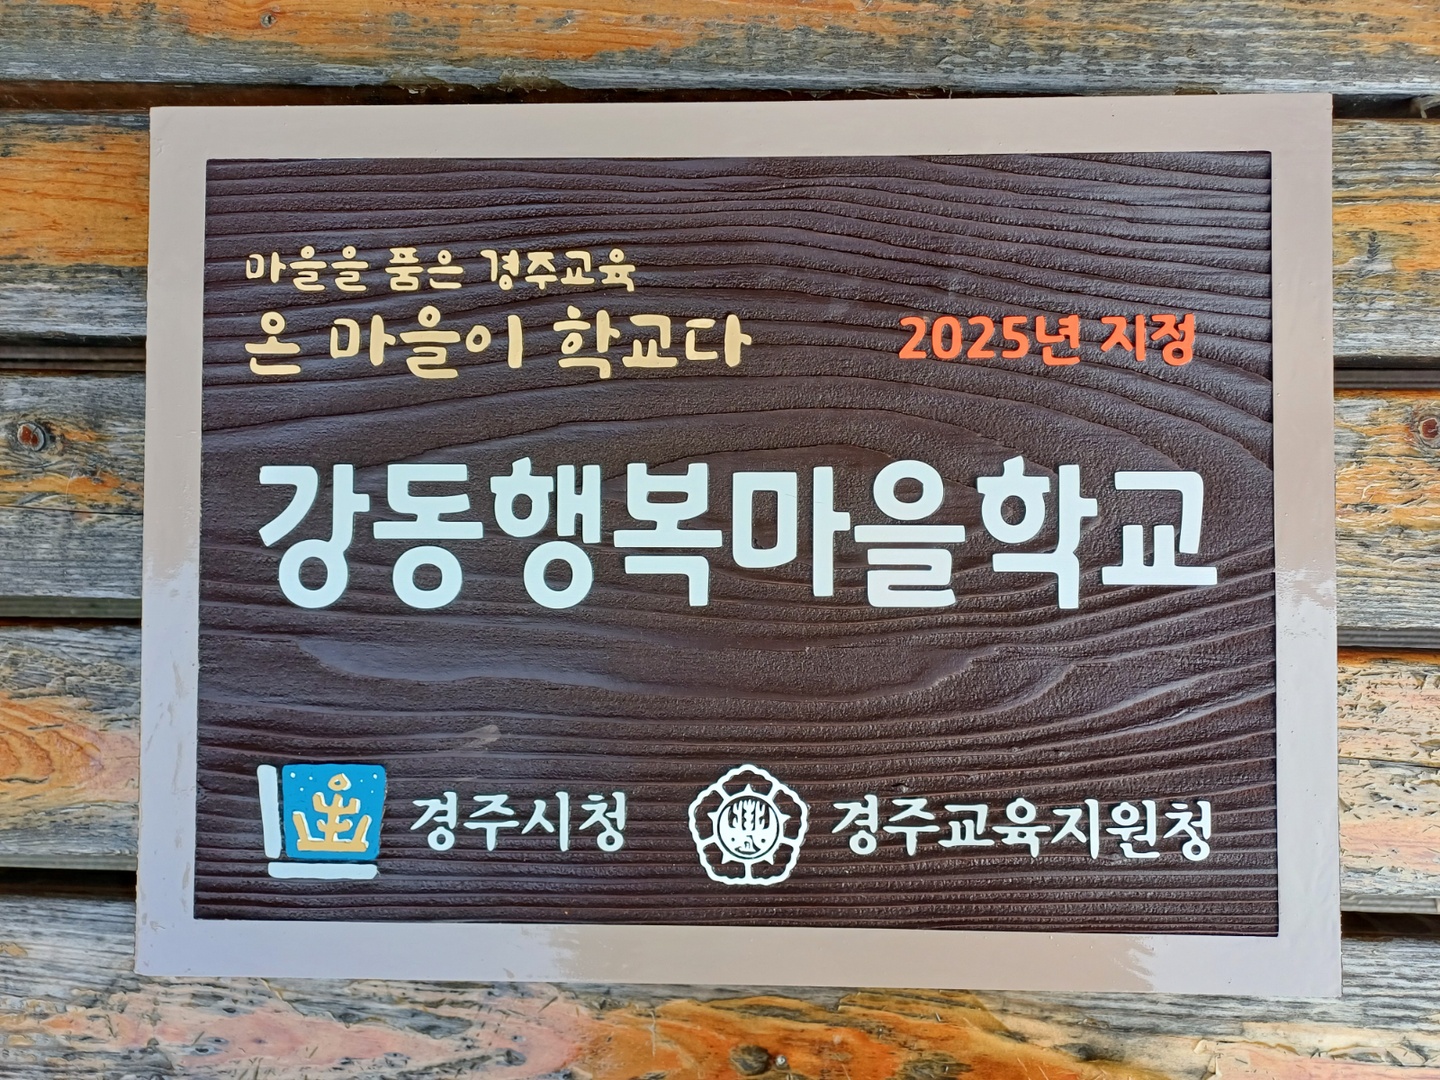 마을을 품은 경주교육
온 마을이 학교다
2025년 지정
강동행복마을학교
경주시청
경주교육지원청